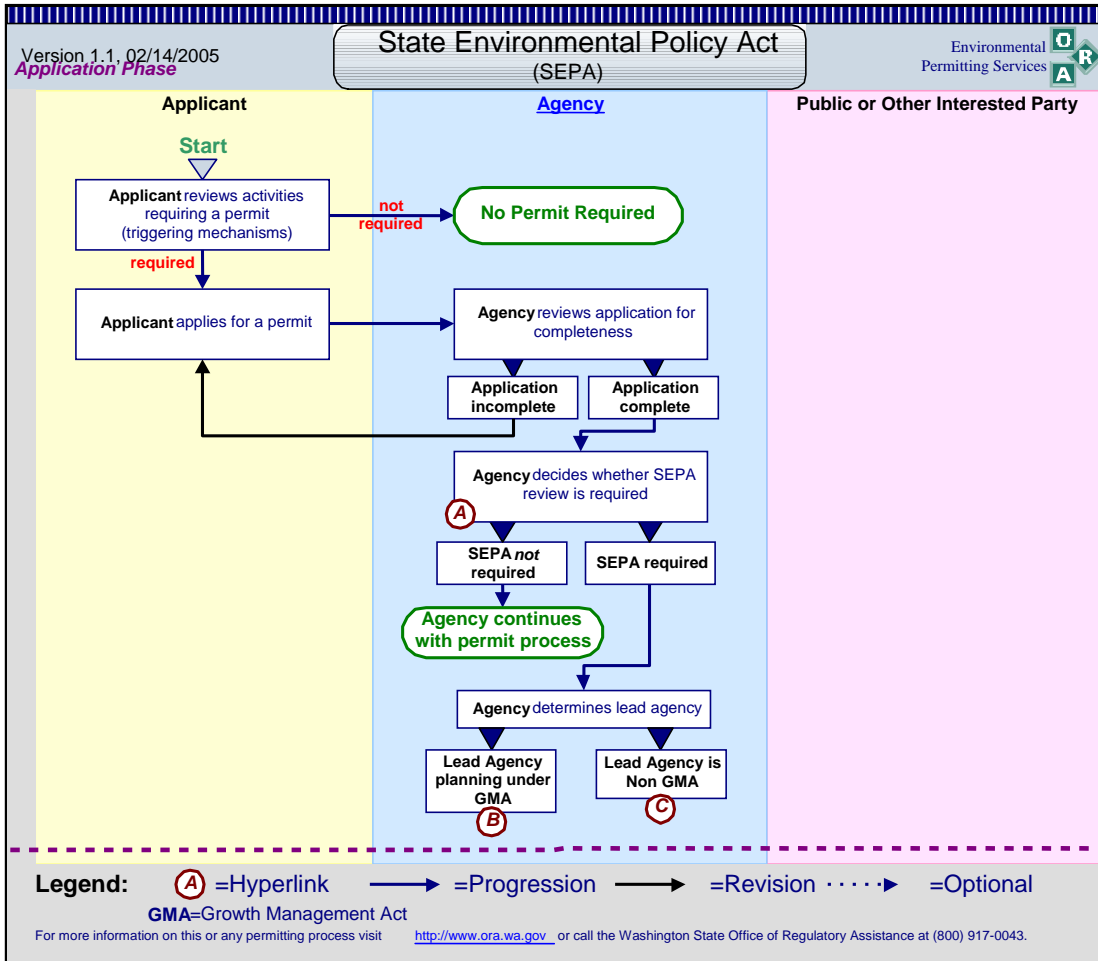 Version 1.1, 02/14/2005
Application Phase
State Environmental Policy Act
(SEPA)
Environmental
Permitting Services
O
R
A
Applicant
Agency
Public or Other Interested Party
Start
Applicant reviews activities
requiring a permit
(triggering mechanisms)
not
required
No Permit Required
required
Applicant applies for a permit
Agency reviews application for
completeness
Application
incomplete
Application
complete
Agency decides whether SEPA
review is required
A
SEPA not
required
SEPA required
Agency continues
with permit process
Agency determines lead agency
Lead Agency
planning under
GMA
B
Lead Agency is
Non GMA
C
Legend:
A =Hyperlink
=Progression
=Revision
=Optional
GMA=Growth Management Act
For more information on this or any permitting process visit http://www.ora.wa.gov or call the Washington State Office of Regulatory Assistance at (800) 917-0043.